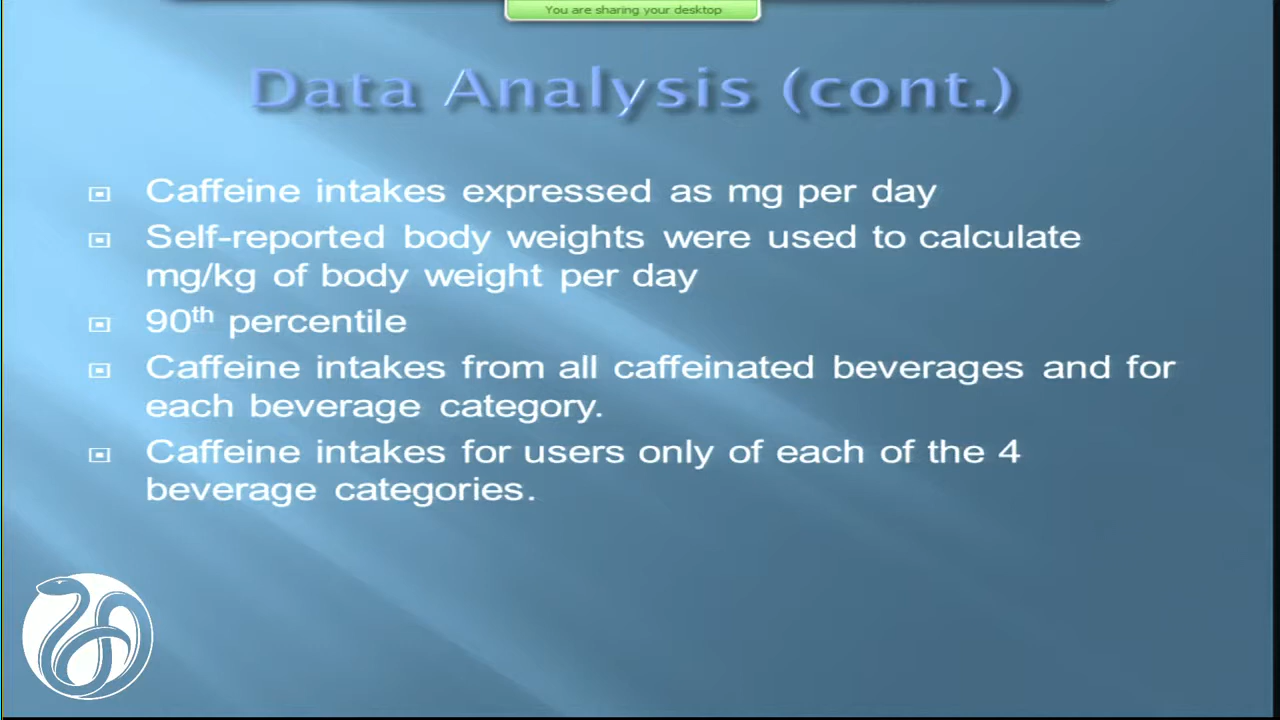 You are sharing your desktop
Data Analysis (cont.)
Caffeine intakes expressed as mg per day
Self-reported body weights were used to calculate
mg/kg of body weight per day
90th percentile
Caffeine intakes from all caffeinated beverages and for
each beverage category.
Caffeine intakes for users only of each of the 4
beverage categories.